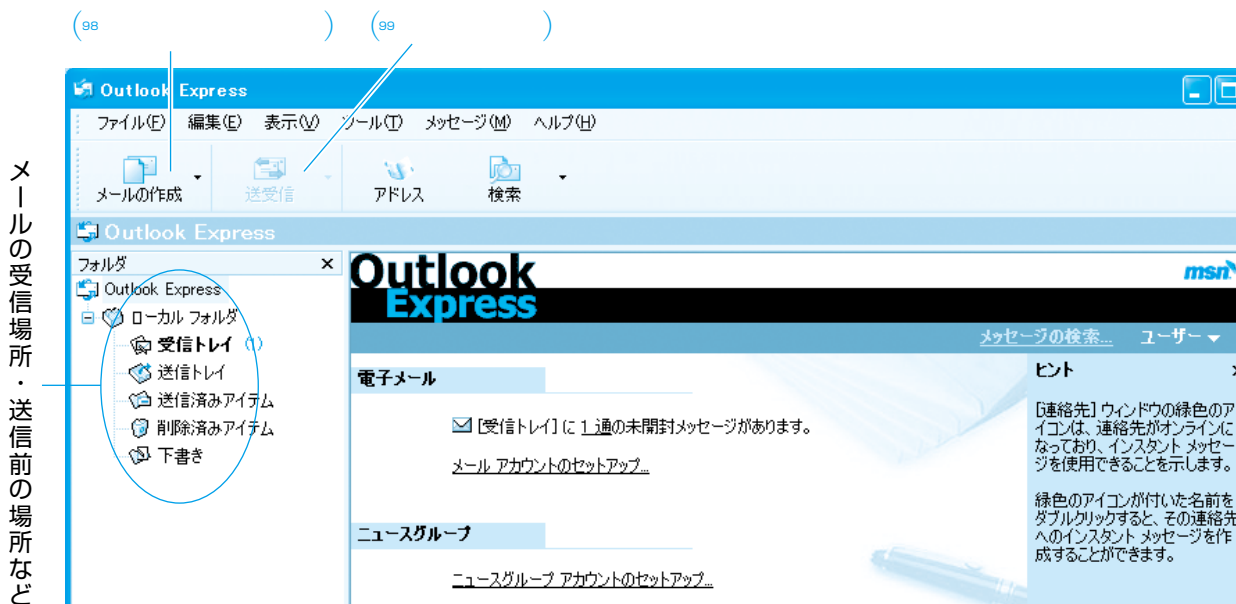 (98 ) (99 )
Outlook Express
ファイル(F) 編集(E) 表示(V) ツール(T) メッセージ(M) ヘルプ(H)
メールの作成 送受信 アドレス 検索
Outlook Express
メールの受信場所・送信前の場所など
フォルダ ×
Outlook Express
ローカル フォルダ
受信トレイ (1)
送信トレイ
送信済みアイテム
削除済みアイテム
下書き
Outlook
Express
msn
メッセージの検索... ユーザー
電子メール
[受信トレイ] に 1 通の未開封メッセージがあります。
メール アカウントのセットアップ...
ニュースグループ
ニュースグループ アカウントのセットアップ...
ヒント
[連絡先] ウィンドウの緑色のア
イコンは、連絡先がオンラインに
なっており、インスタント メッセー
ジを使用できることを示します。
緑色のアイコンが付いた名前を
ダブルクリックすると、その連絡先
へのインスタント メッセージを作
成することができます。